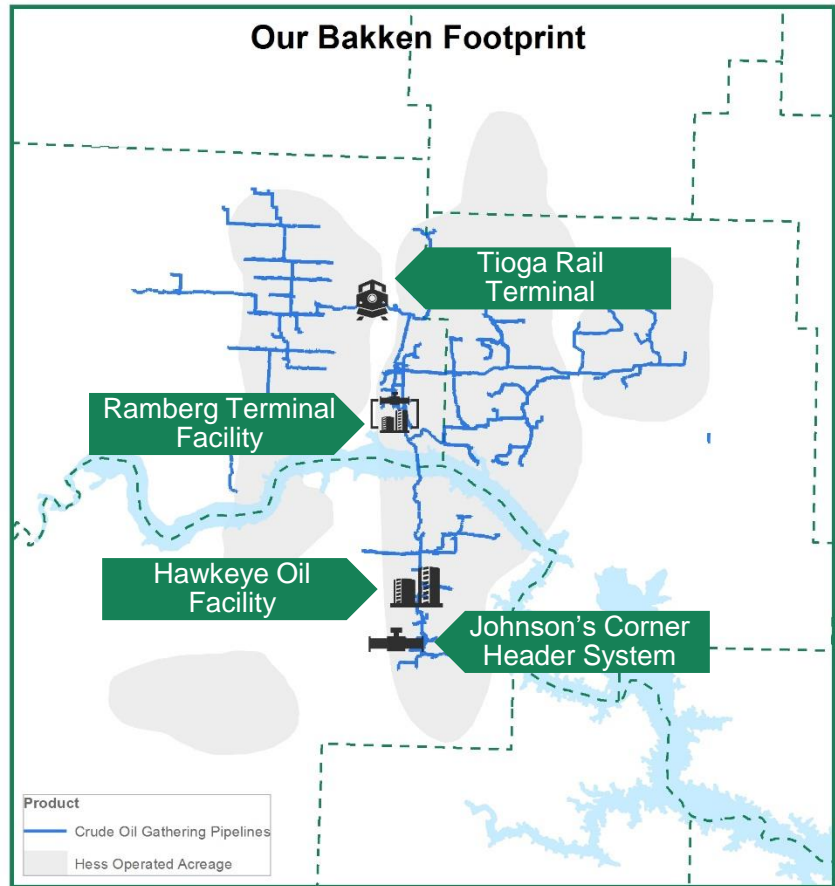 Our Bakken Footprint
Tioga Rail
Terminal
Ramberg Terminal
Facility
Hawkeye Oil
Facility
Johnson’s Corner
Header System
Product
Crude Oil Gathering Pipelines
Hess Operated Acreage